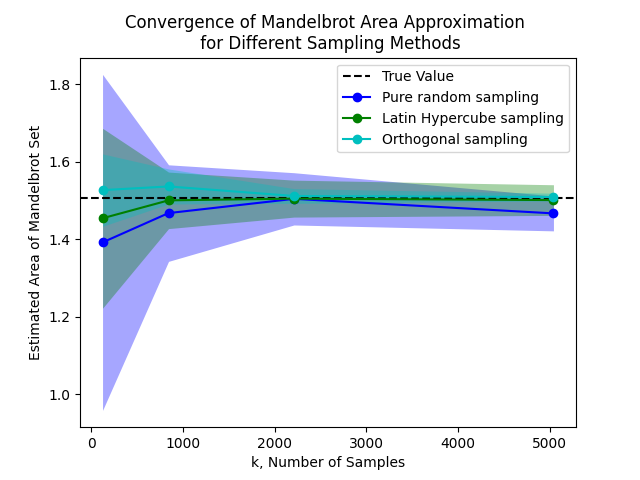 Convergence of Mandelbrot Area Approximation
for Different Sampling Methods
True Value
Pure random sampling
Latin Hypercube sampling
Orthogonal sampling
Estimated Area of Mandelbrot Set
1.8
1.6
1.4
1.2
1.0
0 1000 2000 3000 4000 5000
k, Number of Samples